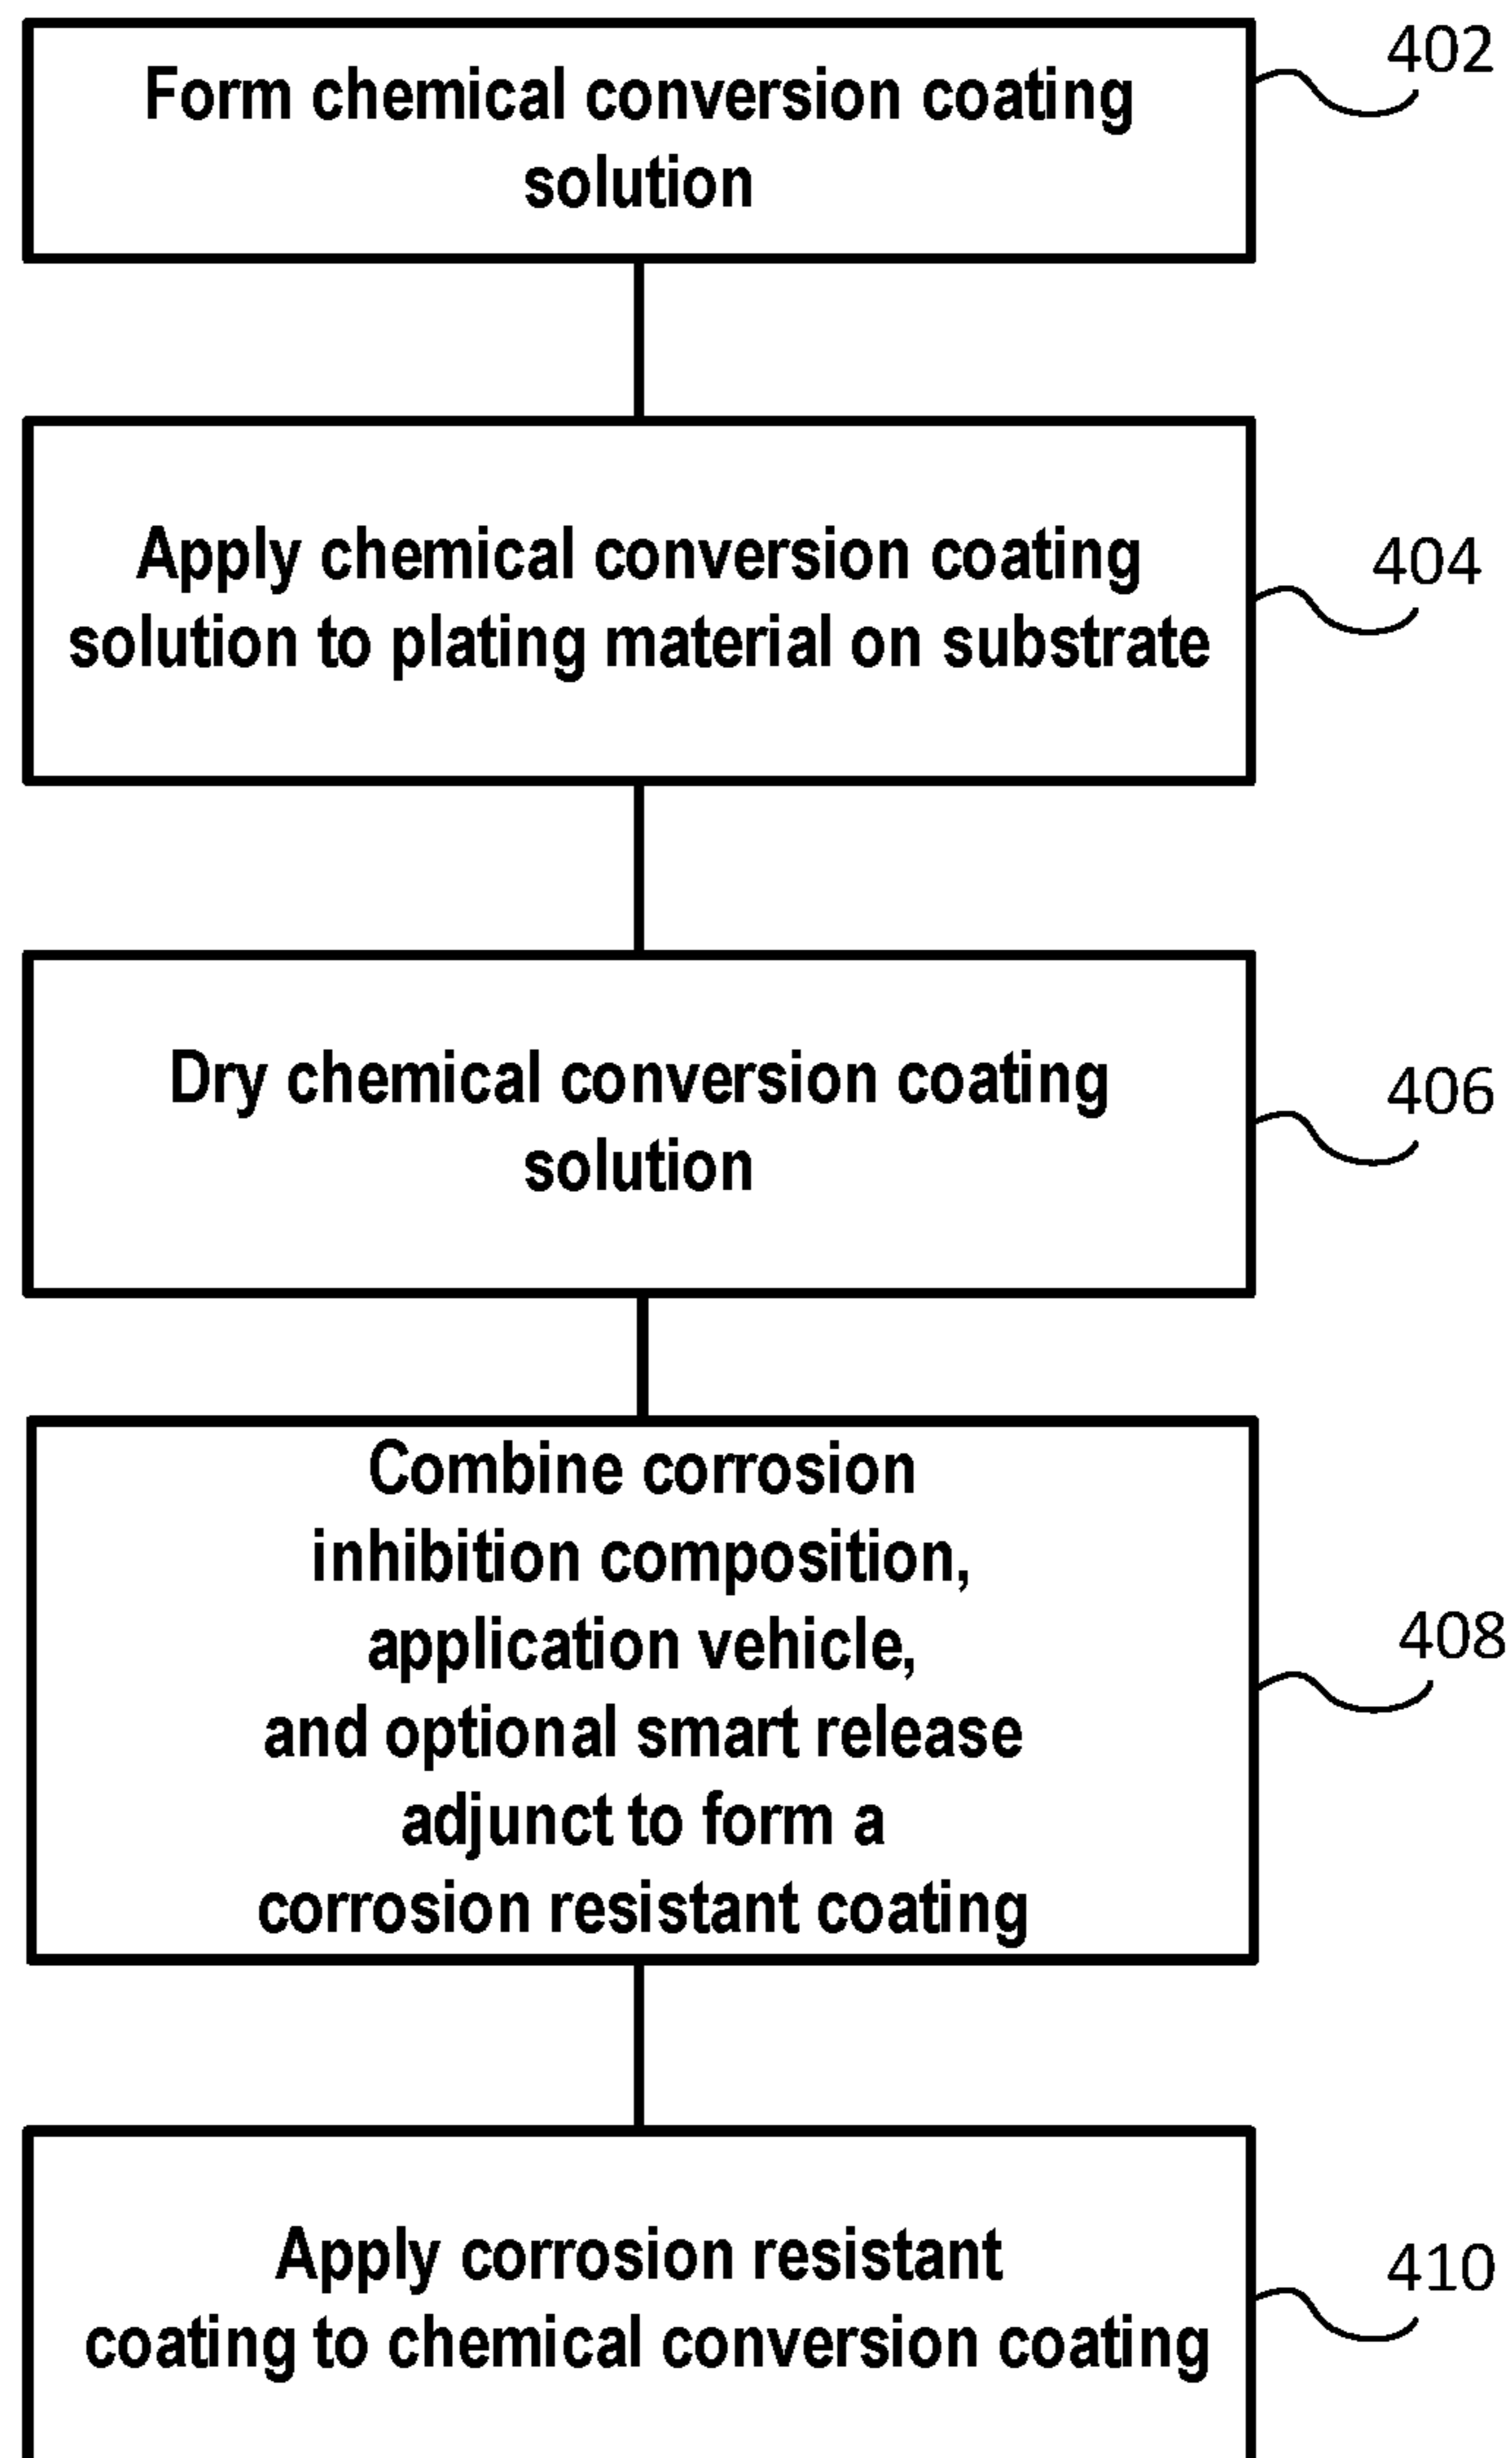 402
Form chemical conversion coating
solution
404
Apply chemical conversion coating
solution to plating material on substrate
406
Dry chemical conversion coating
solution
408
Combine corrosion
inhibition composition,
application vehicle,
and optional smart release
adjunct to form a
corrosion resistant coating
410
Apply corrosion resistant
coating to chemical conversion coating